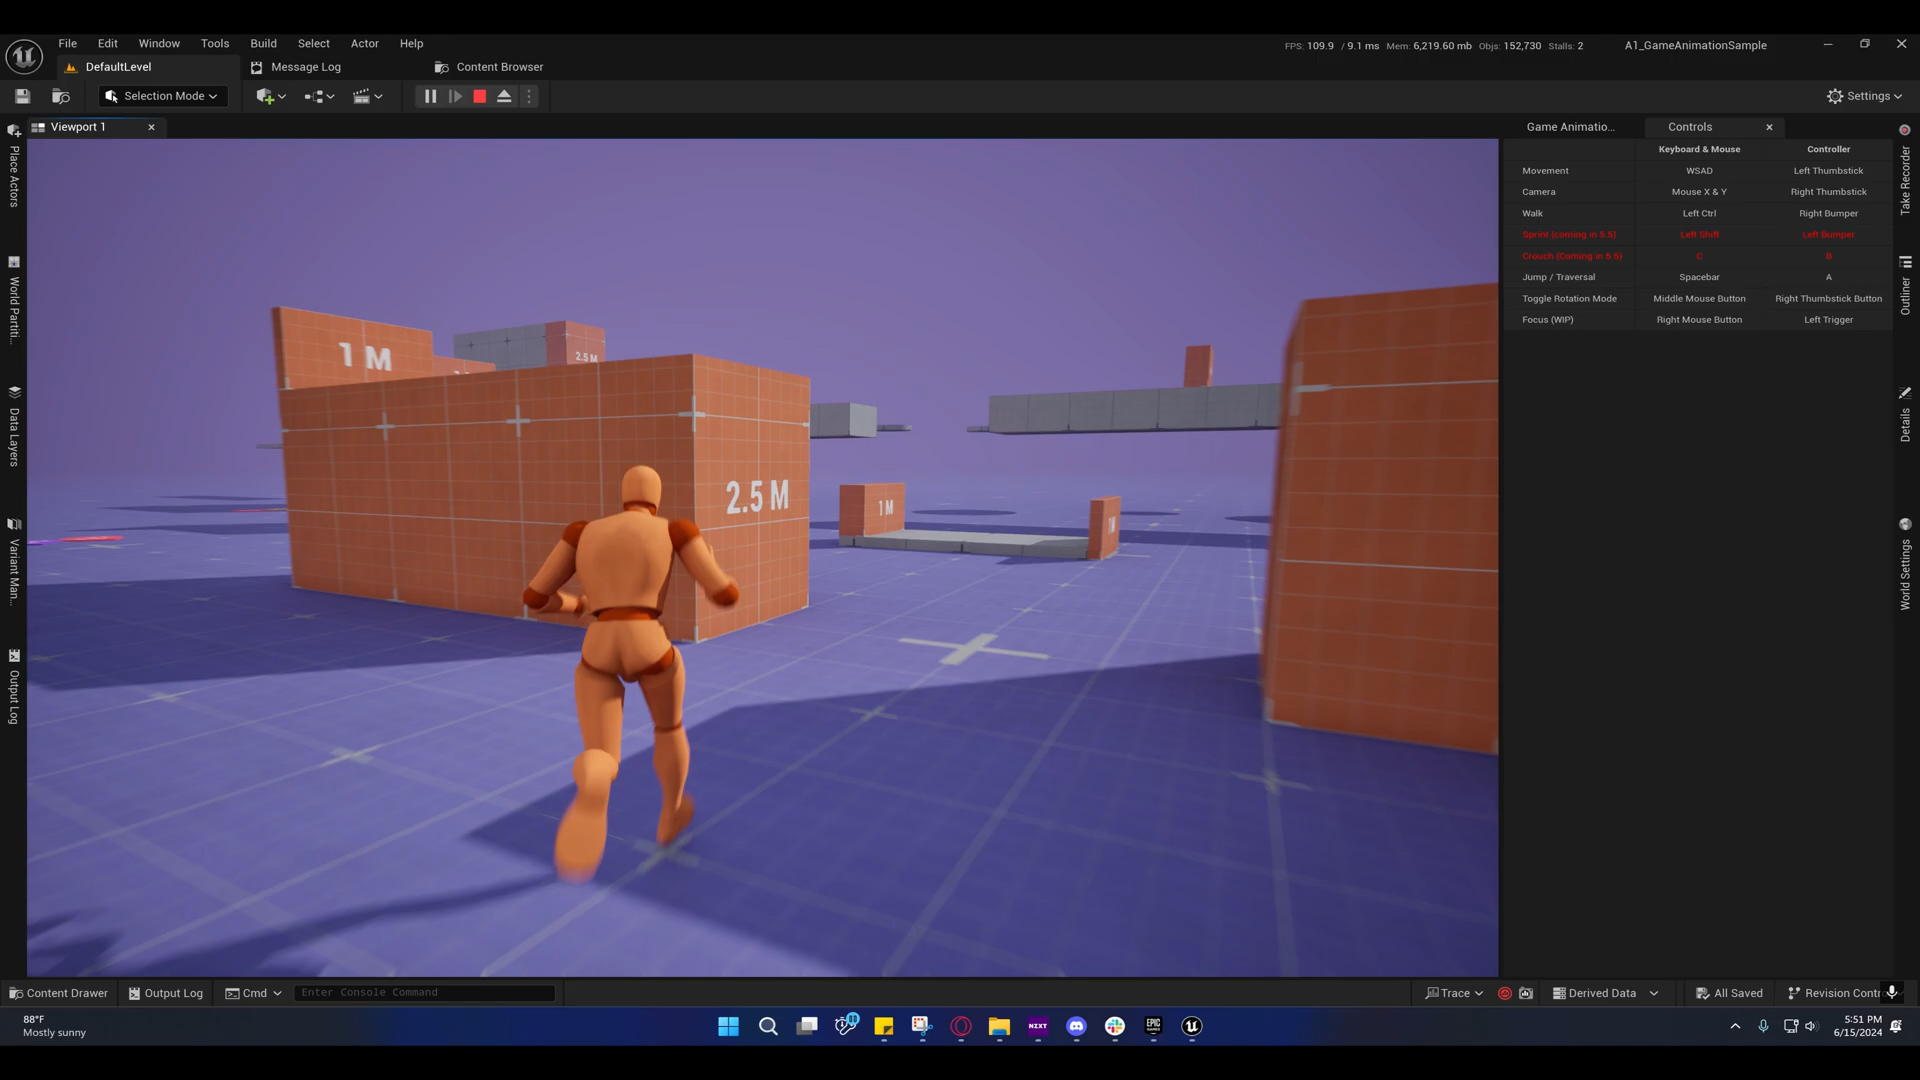 File Edit Window Tools Build Select Actor Help
FPS: 109.9 / 9.1 ms Mem: 6,219.60 mb Objs: 152,730 Stalls: 2
A1_GameAnimationSample
DefaultLevel
Message Log
Content Browser
Selection Mode
Settings
Viewport 1
Game Animatio...
Controls
Keyboard & Mouse Controller
Movement WSAD Left Thumbstick
Camera Mouse X & Y Right Thumbstick
Walk Left Ctrl Right Bumper
Sprint (coming in 5.5) Left Shift Left Bumper
Crouch (Coming in 5.5) C B
Jump / Traversal Spacebar A
Toggle Rotation Mode Middle Mouse Button Right Thumbstick Button
Focus (WIP) Right Mouse Button Left Trigger
Place Actors
World Partiti...
Data Layers
Variant Man...
Output Log
1 M
2.5 M
2.5 M
1M
Take Recorder
Outliner
Details
World Settings
Content Drawer
Output Log
Cmd
Enter Console Command
Trace
Derived Data
All Saved
Revision Contr
88°F
Mostly sunny
NZXT
EPIC
GAMES
5:51 PM
6/15/2024